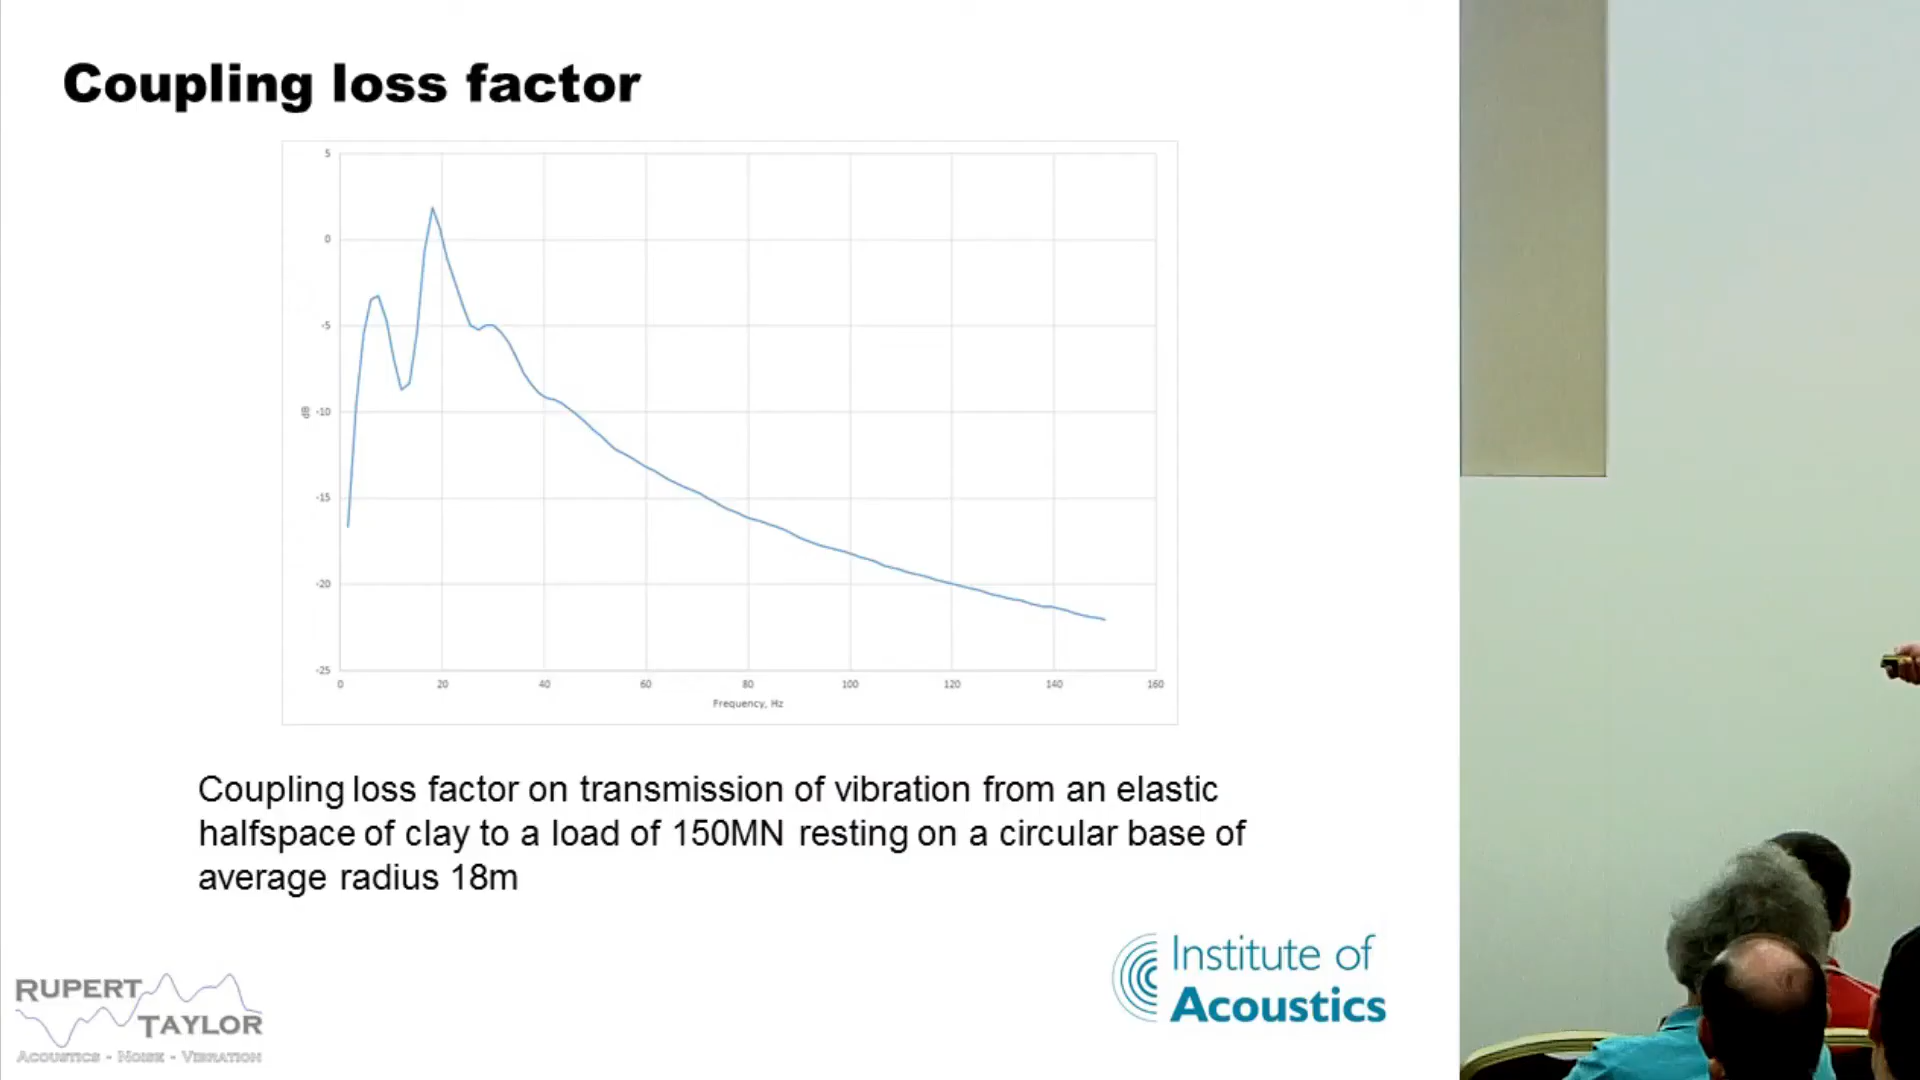 Coupling loss factor
5
0
-5
-10
-15
-20
-25
dB
0 20 40 60 80 100 120 140 160
Frequency, Hz
Coupling loss factor on transmission of vibration from an elastic
halfspace of clay to a load of 150MN resting on a circular base of
average radius 18m
RUPERT
TAYLOR
ACOUSTICS - NOISE - VIBRATION
Institute of
Acoustics